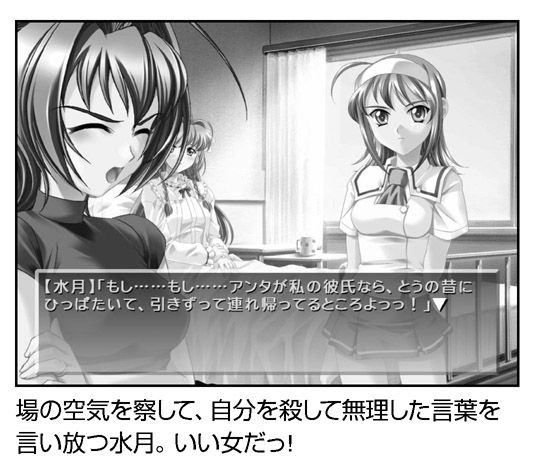 【水月】「もし……もし……アンタが私の彼氏なら、とうの昔に
ひっぱたいて、引きずって連れ帰ってるところよっっ！」▼
場の空気を察して、自分を殺して無理した言葉を
言い放つ水月。いい女だっ!